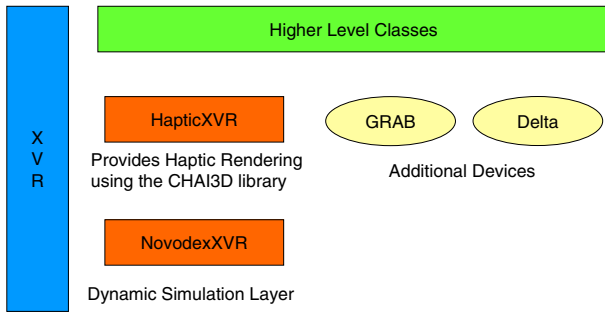 Higher Level Classes
X
V
R
HapticXVR
GRAB
Delta
Provides Haptic Rendering
using the CHAI3D library
Additional Devices
NovodexXVR
Dynamic Simulation Layer